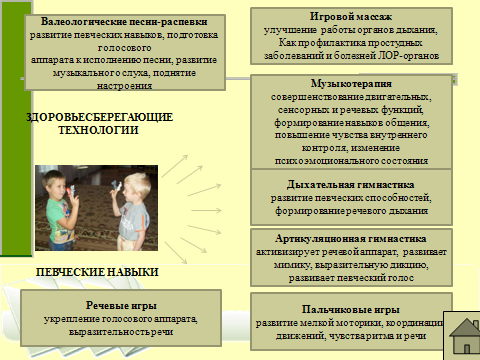 Валеологические песни-распевки
развитие певческих навыков, подготовка
голосового
аппарата к исполнению песни, развитие
музыкального слуха, поднятие
настроения
ЗДОРОВЬЕСБЕРЕГАЮЩИЕ
ТЕХНОЛОГИИ
ПЕВЧЕСКИЕ НАВЫКИ
Речевые игры
укрепление голосового аппарата,
выразительность речи
Игровой массаж
улучшение работы органов дыхания,
Как профилактика простудных
заболеваний и болезней ЛОР-органов
Музыкотерапия
совершенствование двигательных,
сенсорных и речевых функций,
формирование навыков общения,
повышение чувства внутреннего
контроля, изменение
психоэмоционального состояния
Дыхательная гимнастика
развитие певческих способностей,
формирование речевого дыхания
Артикуляционная гимнастика
активизирует речевой аппарат, развивает
мимику, выразительную дикцию,
развивает певческий голос
Пальчиковые игры
развитие мелкой моторики, координации
движений, чувства ритма и речи